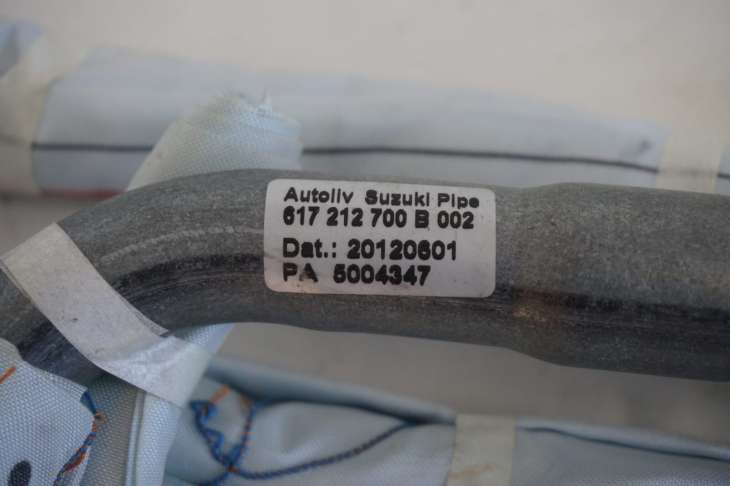 Autoliv Suzuki Pipe
617 212 700 B 002
Dat.: 20120601
PA 5004347